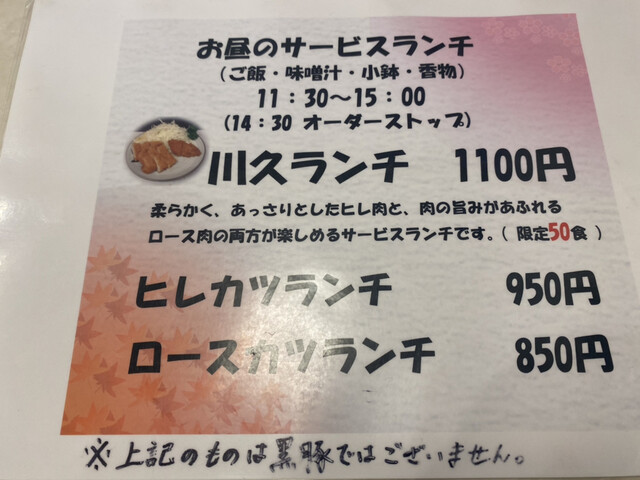 お昼のサービスランチ
(ご飯・味噌汁・小鉢・香物)
11:30〜15:00
(14:30 オーダーストップ)
川久ランチ 1100円
柔らかく、あっさりとしたヒレ肉と、肉の旨みがあふれる
ロース肉の両方が楽しめるサービスランチです。( 限定50食 )
ヒレカツランチ 950円
ロースカツランチ 850円
※上記のものは黒豚ではございません。